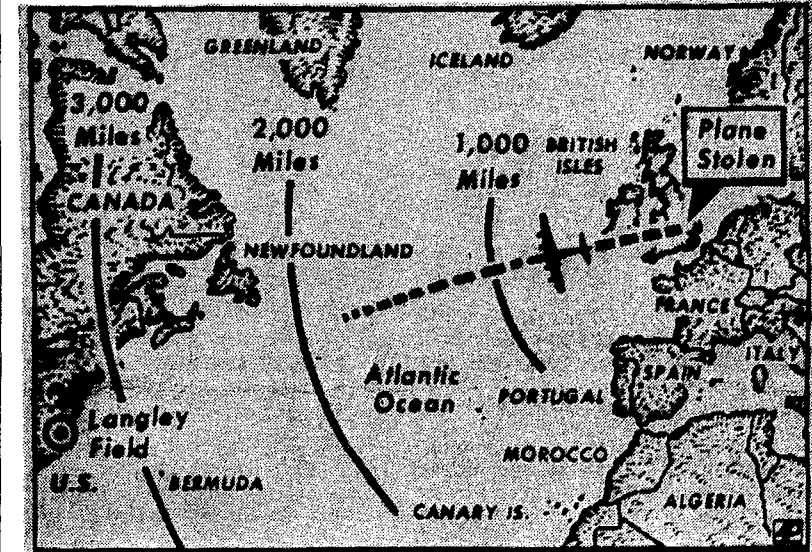 GREENLAND
ICELAND
NORWAY
3,000
Miles
2,000
Miles
1,000
Miles
BRITISH
ISLES
Plane
Stolen
CANADA
NEWFOUNDLAND
FRANCE
Atlantic
Ocean
PORTUGAL
SPAIN
ITALY
Langley
Field
U.S.
BERMUDA
MOROCCO
CANARY IS.
ALGERIA